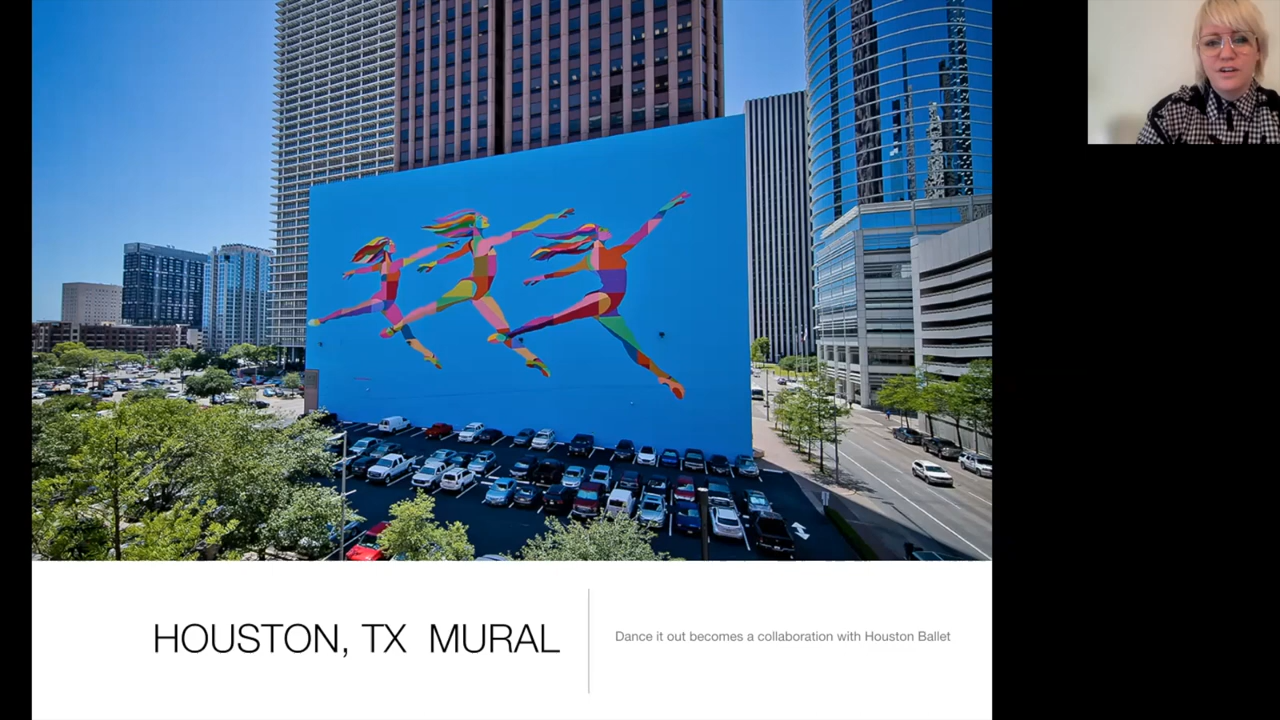 HOUSTON, TX MURAL
Dance it out becomes a collaboration with Houston Ballet